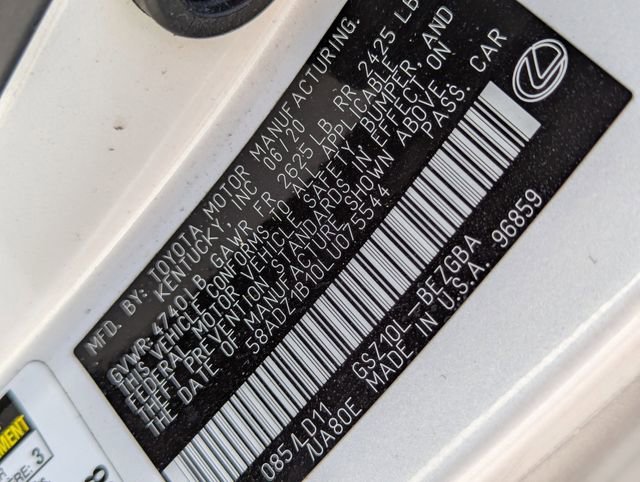 MFD. BY: TOYOTA MOTOR MANUFACTURING.
KENTUCKY, INC 06/20
GVWR: 4740LB GAWR FR 2625 LB RR 2425 LB
THIS VEHICLE CONFORMS TO ALL APPLICABLE
FEDERAL MOTOR VEHICLE SAFETY, BUMPER, AND
THEFT PREVENTION STANDARDS IN EFFECT ON
THE DATE OF MANUFACTURE SHOWN ABOVE.
58ADZ1B10LU075544 PASS. CAR
085/LD11 GSZ10L-BEZGBA
/UA80E MADE IN U.S.A. 96859
3